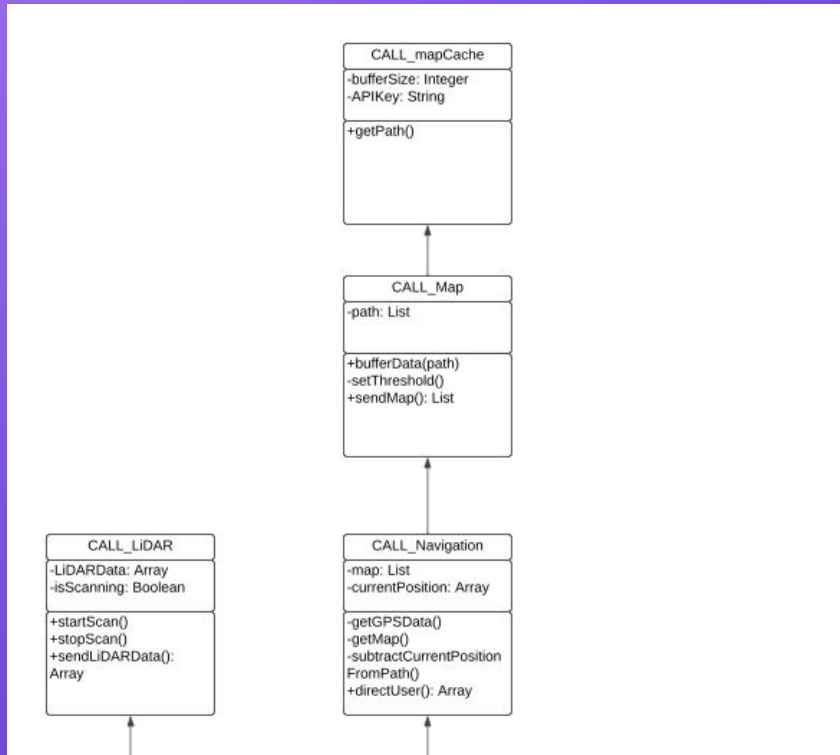 CALL_mapCache
-bufferSize: Integer
-APIKey: String
+getPath()
CALL_Map
-path: List
+bufferData(path)
-setThreshold()
+sendMap(): List
CALL_LiDAR
-LiDARData: Array
-isScanning: Boolean
+startScan()
+stopScan()
+sendLiDARData():
Array
CALL_Navigation
-map: List
-currentPosition: Array
-getGPSData()
-getMap()
-subtractCurrentPosition
FromPath()
+directUser(): Array